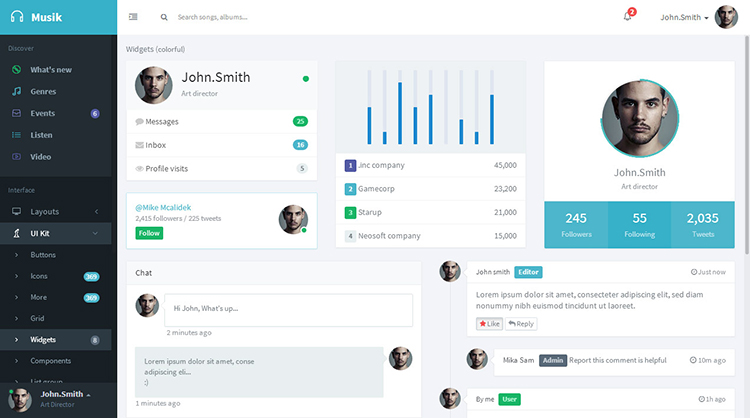 Musik
Search songs, albums...
2
John.Smith
Discover
What's new
Genres
Events 6
Listen
Video
Interface
Layouts
UI Kit
Buttons
Icons 369
More 369
Grid
Widgets 8
Components
List group
John.Smith
Art Director
Widgets (colorful)
John.Smith
Art director
Messages 25
Inbox 16
Profile visits 5
@Mike Mcalidek
2,415 followers / 225 tweets
Follow
1 Jnc company 45,000
2 Gamecorp 23,200
3 Starup 21,000
4 Neosoft company 15,000
John.Smith
Art director
245 55 2,035
Followers Following Tweets
Chat
Hi John, What's up...
2 minutes ago
Lorem ipsum dolor sit amet, conse
adipiscing eli...
:)
1 minutes ago
John smith Editor Just now
Lorem ipsum dolor sit amet, consecteter adipiscing elit, sed diam
nonummy nibh euismod tincidunt ut laoreet.
Like Reply
Mika Sam Admin Report this comment is helpful 10m ago
By me User 1h ago